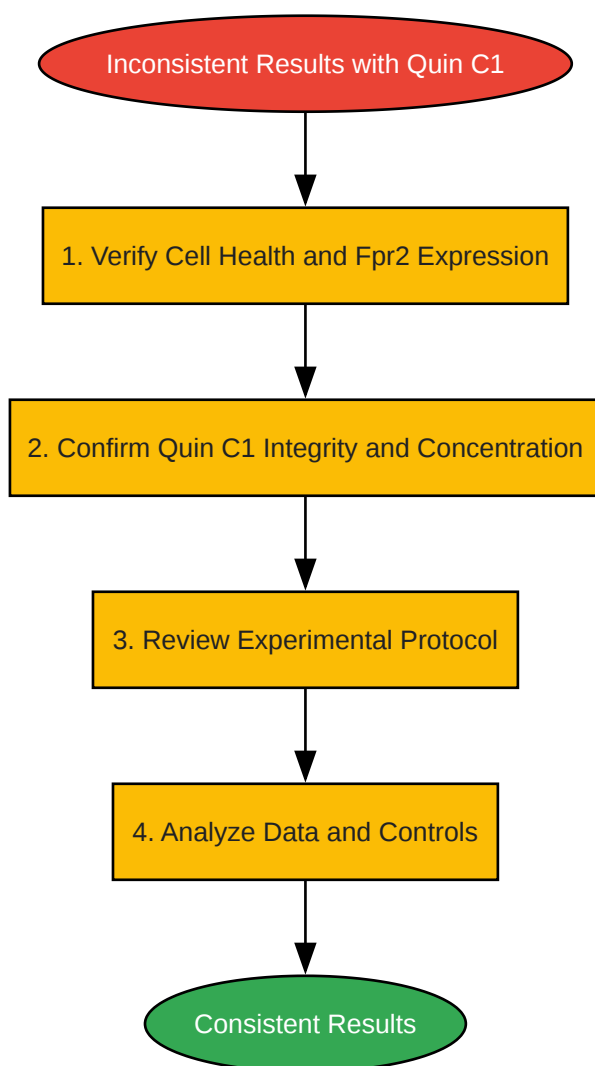 Inconsistent Results with Quin C1
1. Verify Cell Health and Fpr2 Expression
2. Confirm Quin C1 Integrity and Concentration
3. Review Experimental Protocol
4. Analyze Data and Controls
Consistent Results